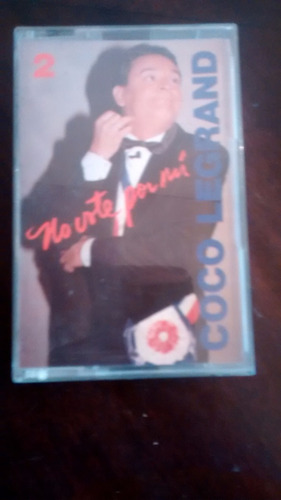 2
No vote por mí
COCO LEGRAND